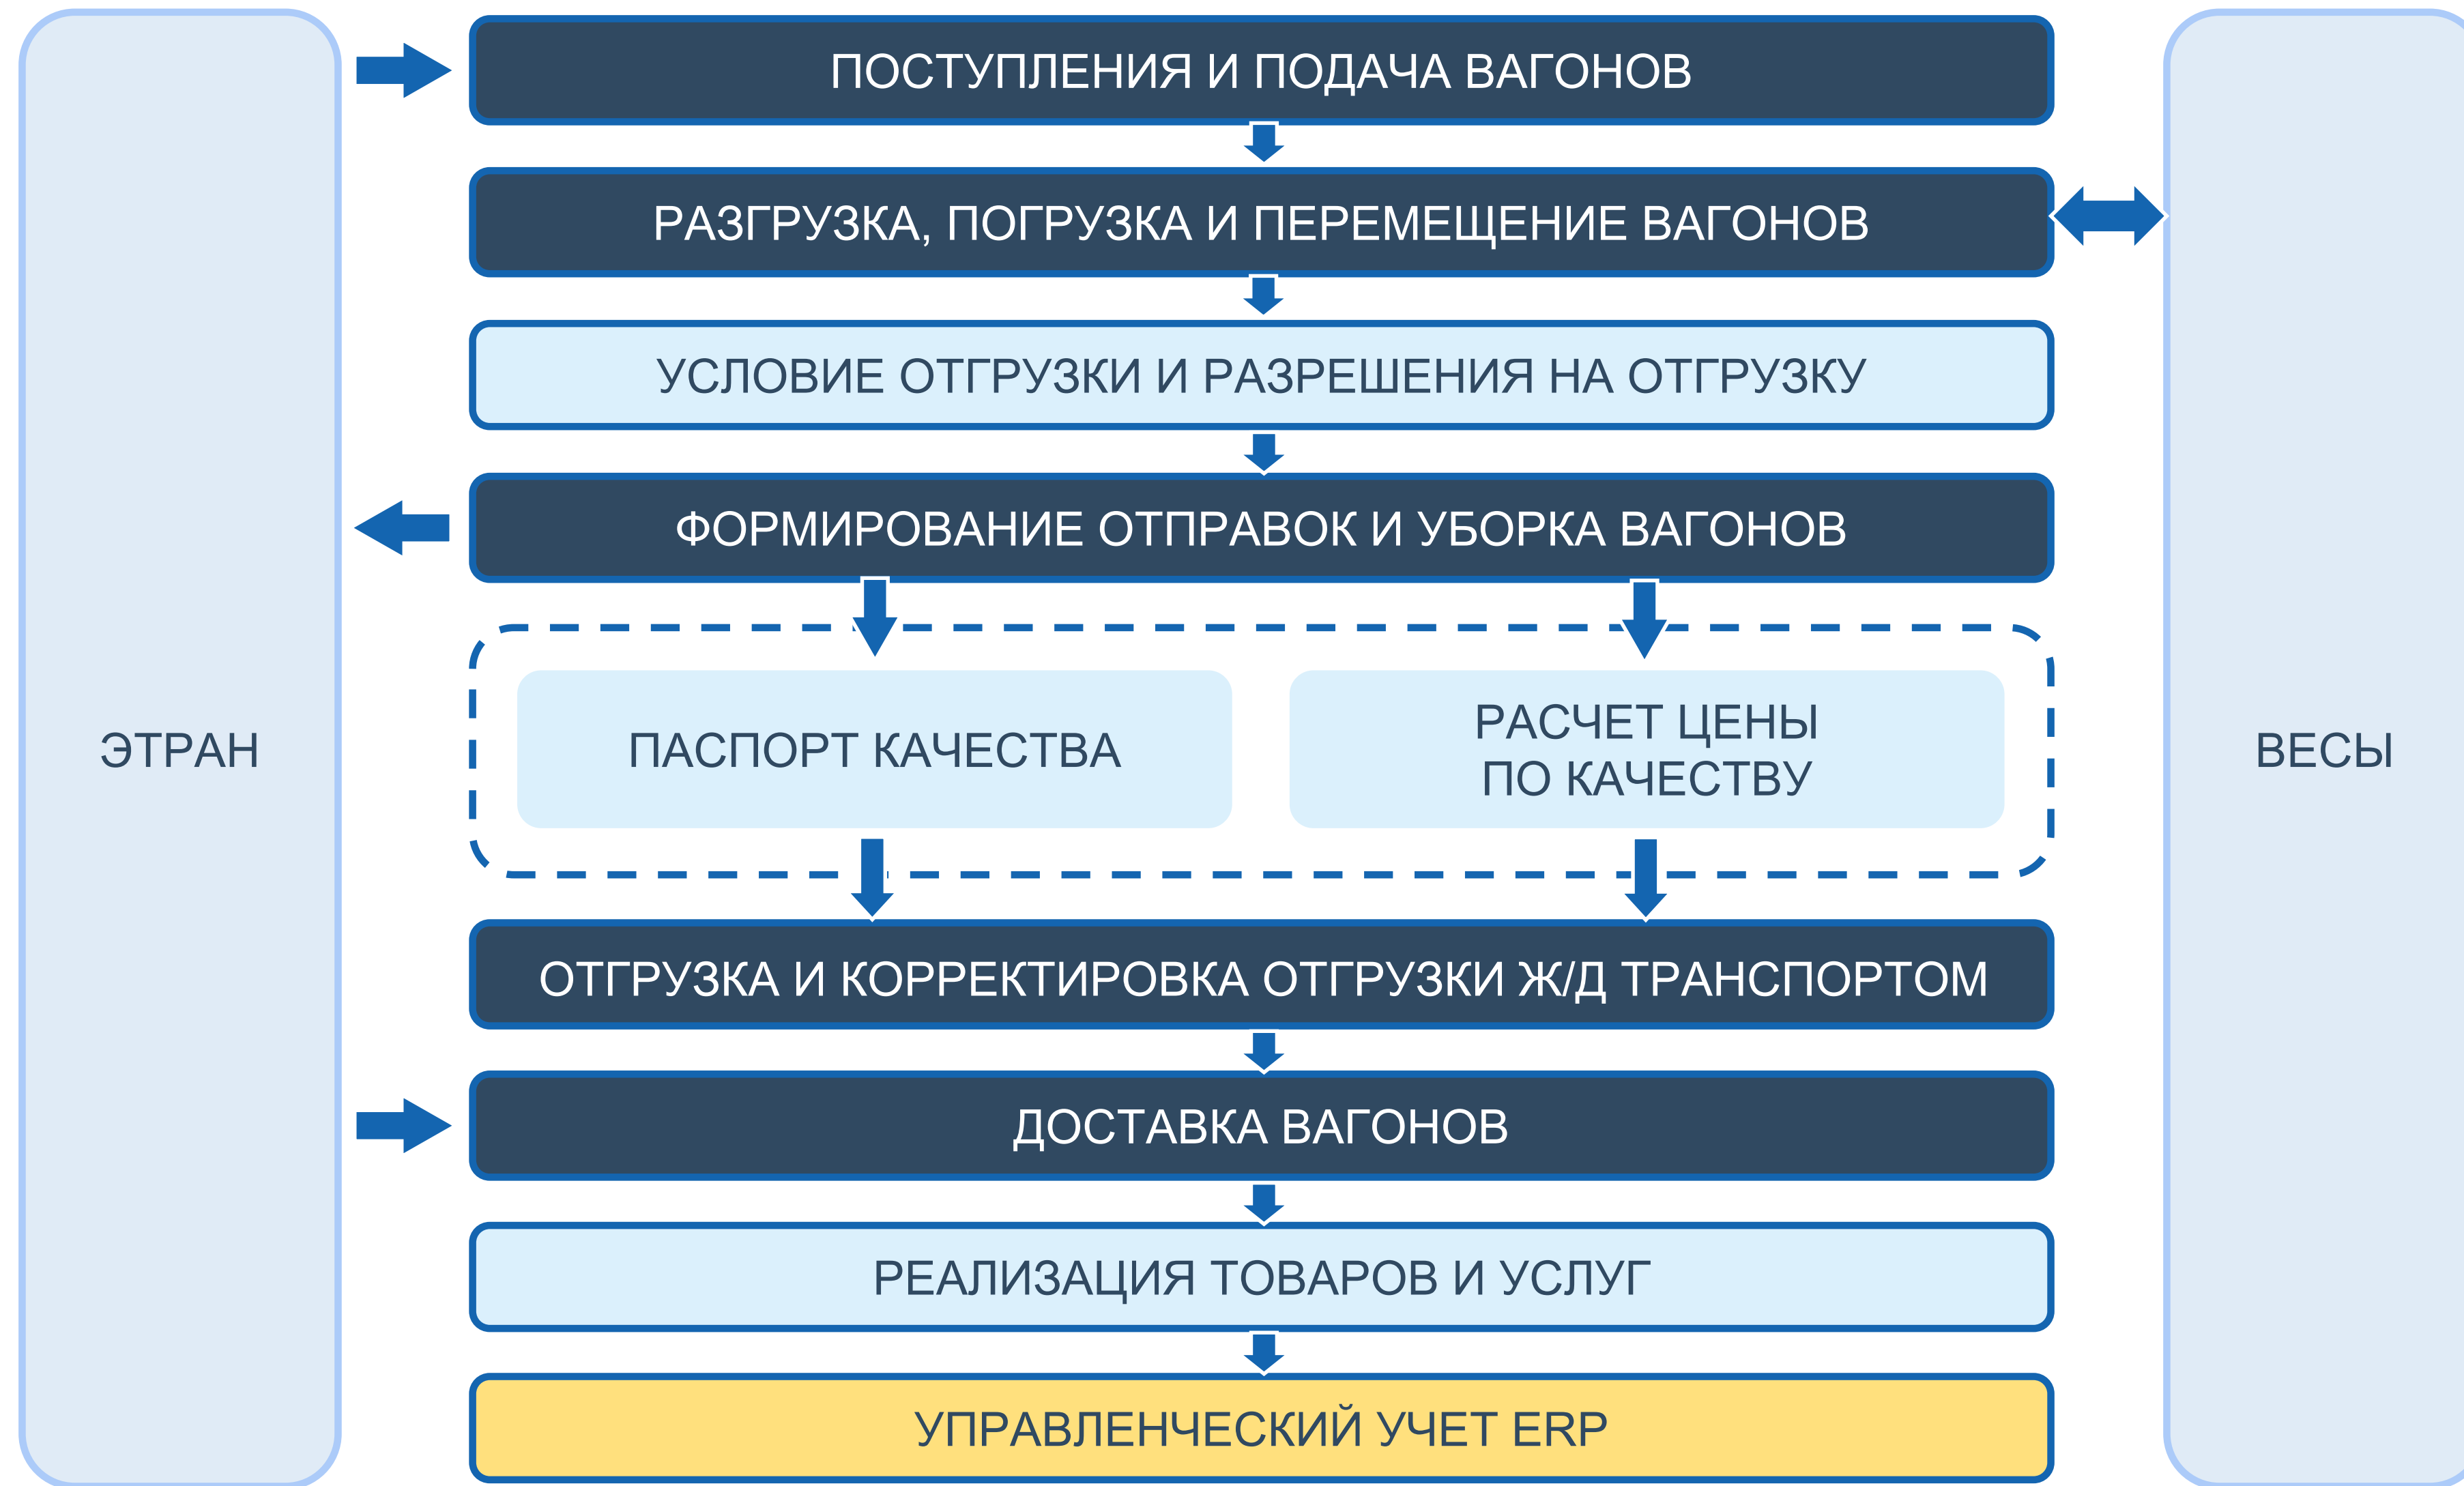 ПОСТУПЛЕНИЯ И ПОДАЧА ВАГОНОВ
РАЗГРУЗКА, ПОГРУЗКА И ПЕРЕМЕЩЕНИЕ ВАГОНОВ
УСЛОВИЕ ОТГРУЗКИ И РАЗРЕШЕНИЯ НА ОТГРУЗКУ
ФОРМИРОВАНИЕ ОТПРАВОК И УБОРКА ВАГОНОВ
ЭТРАН
ПАСПОРТ КАЧЕСТВА
РАСЧЕТ ЦЕНЫ
ПО КАЧЕСТВУ
ВЕСЫ
ОТГРУЗКА И КОРРЕКТИРОВКА ОТГРУЗКИ Ж/Д ТРАНСПОРТОМ
ДОСТАВКА ВАГОНОВ
РЕАЛИЗАЦИЯ ТОВАРОВ И УСЛУГ
УПРАВЛЕНЧЕСКИЙ УЧЕТ ERP